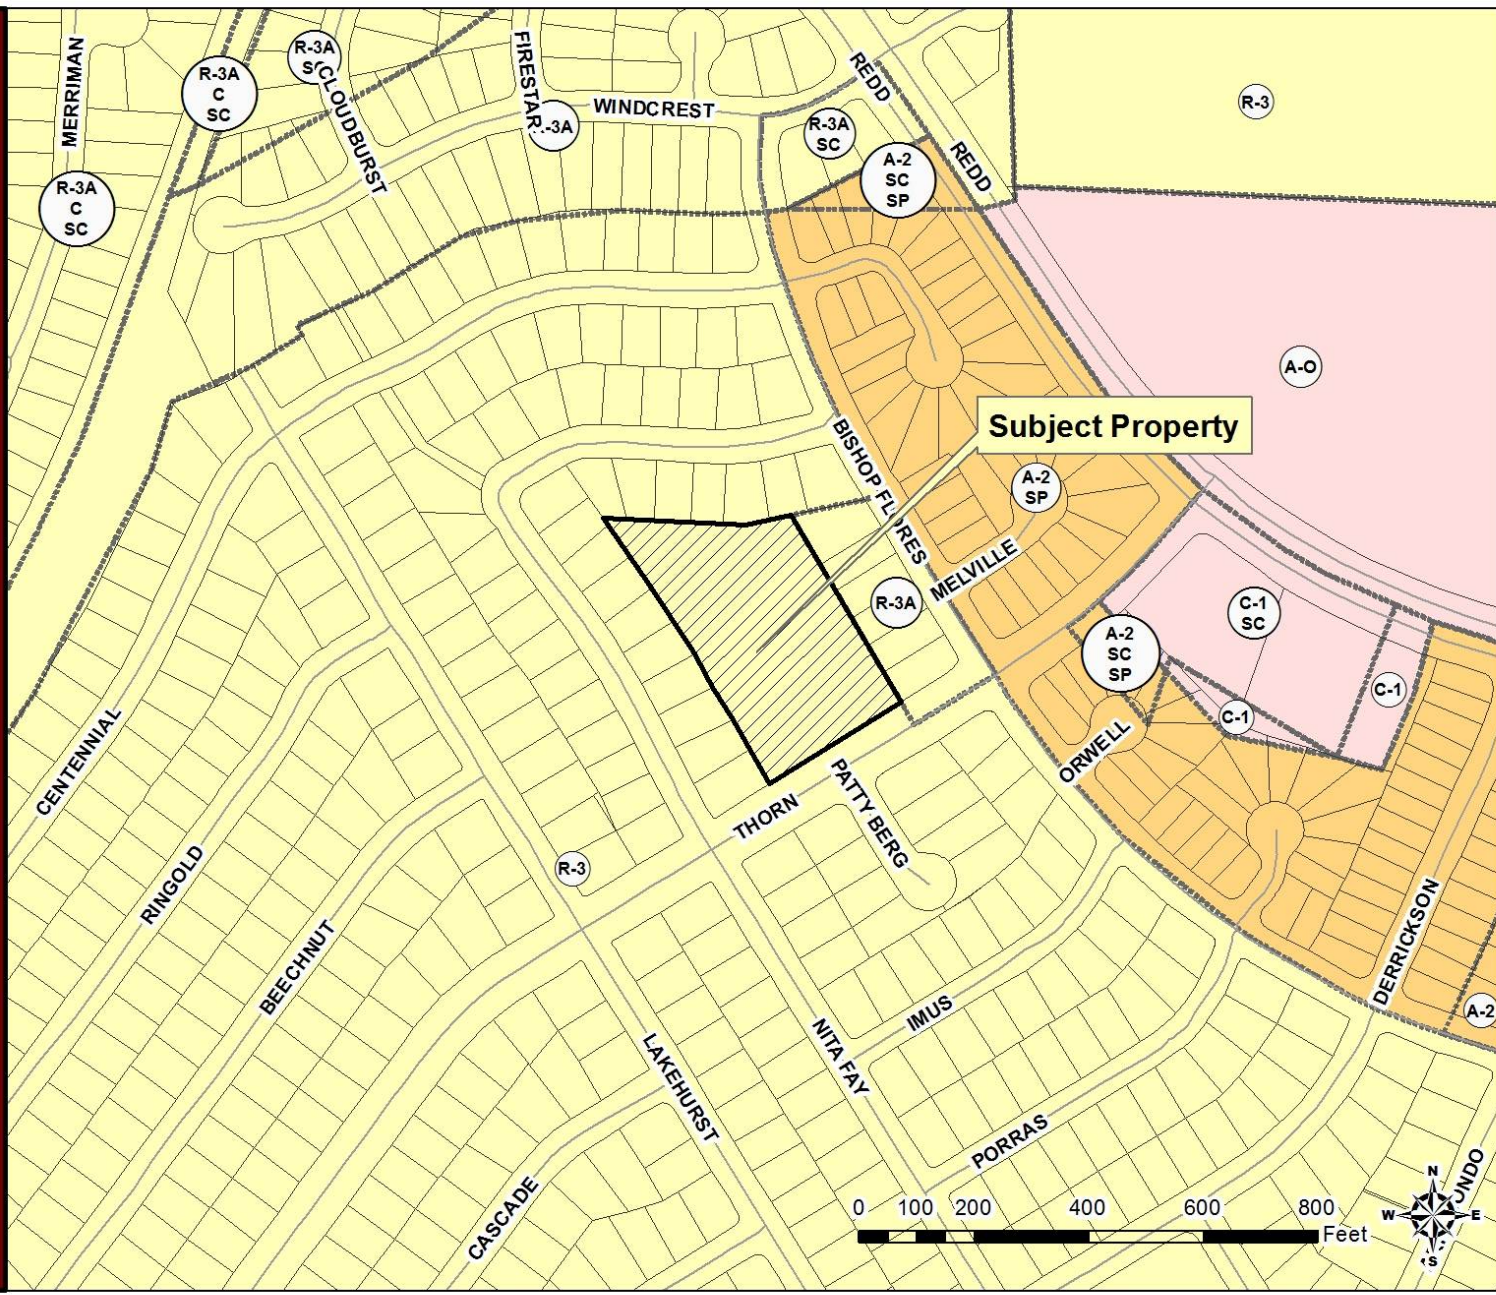 MERRIMAN
R-3A
C
SC
R-3A
SC
CLOUDBURST
FIRESTAR
R-3A
WINDCREST
REDD
R-3A
SC
A-2
SC
SP
REDD
R-3
R-3A
C
SC
A-O
Subject Property
BISHOP FLORES
A-2
SP
MELVILLE
R-3A
C-1
SC
A-2
SC
SP
C-1
C-1
ORWELL
CENTENNIAL
THORN
PATTY BERG
R-3
RINGOLD
BEECHNUT
DERRICKSON
A-2
IMUS
NITA FAY
LAKEHURST
PORRAS
CASCADE
0 100 200 400 600 800
Feet
N
W E
S